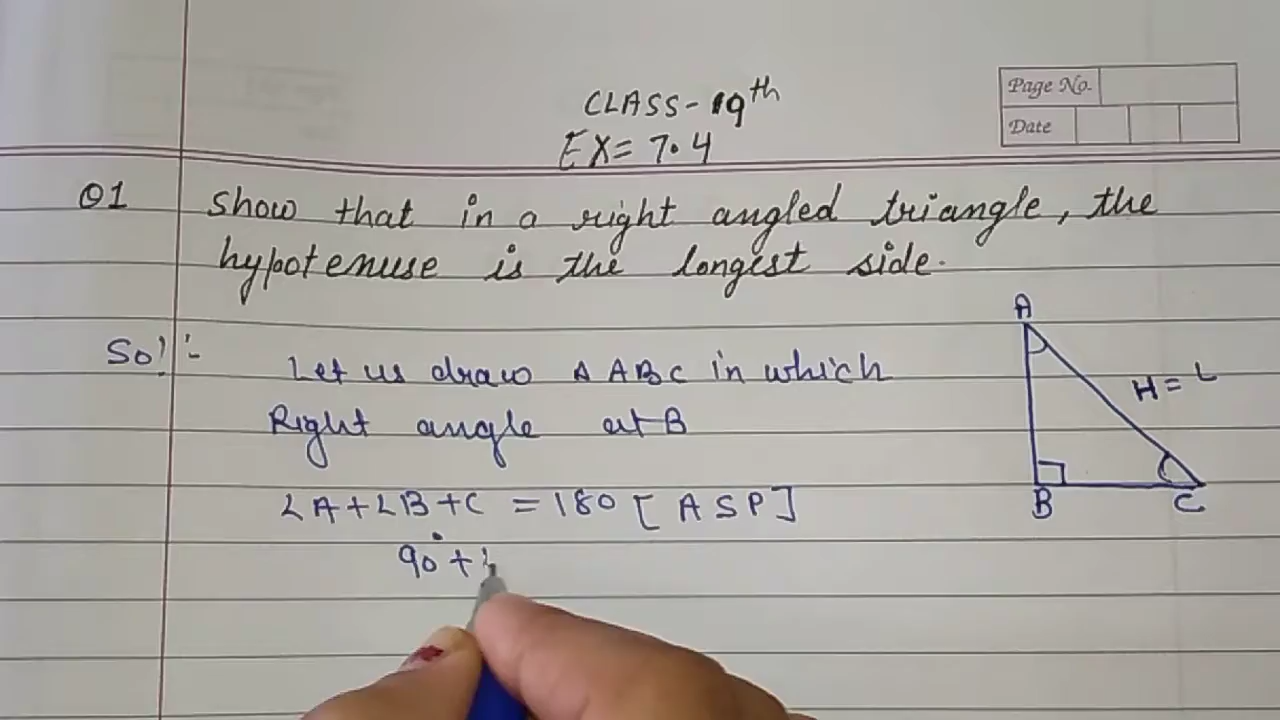 CLASS - 9th
EX = 7.4
Page No.
Date
Q1 Show that in a right angled triangle, the
hypotenuse is the longest side.
Sol:- Let us draw Δ ABC in which
Right angle at B
∠A+∠B+C = 180 [ASP]
90° +
A
H = L
B C